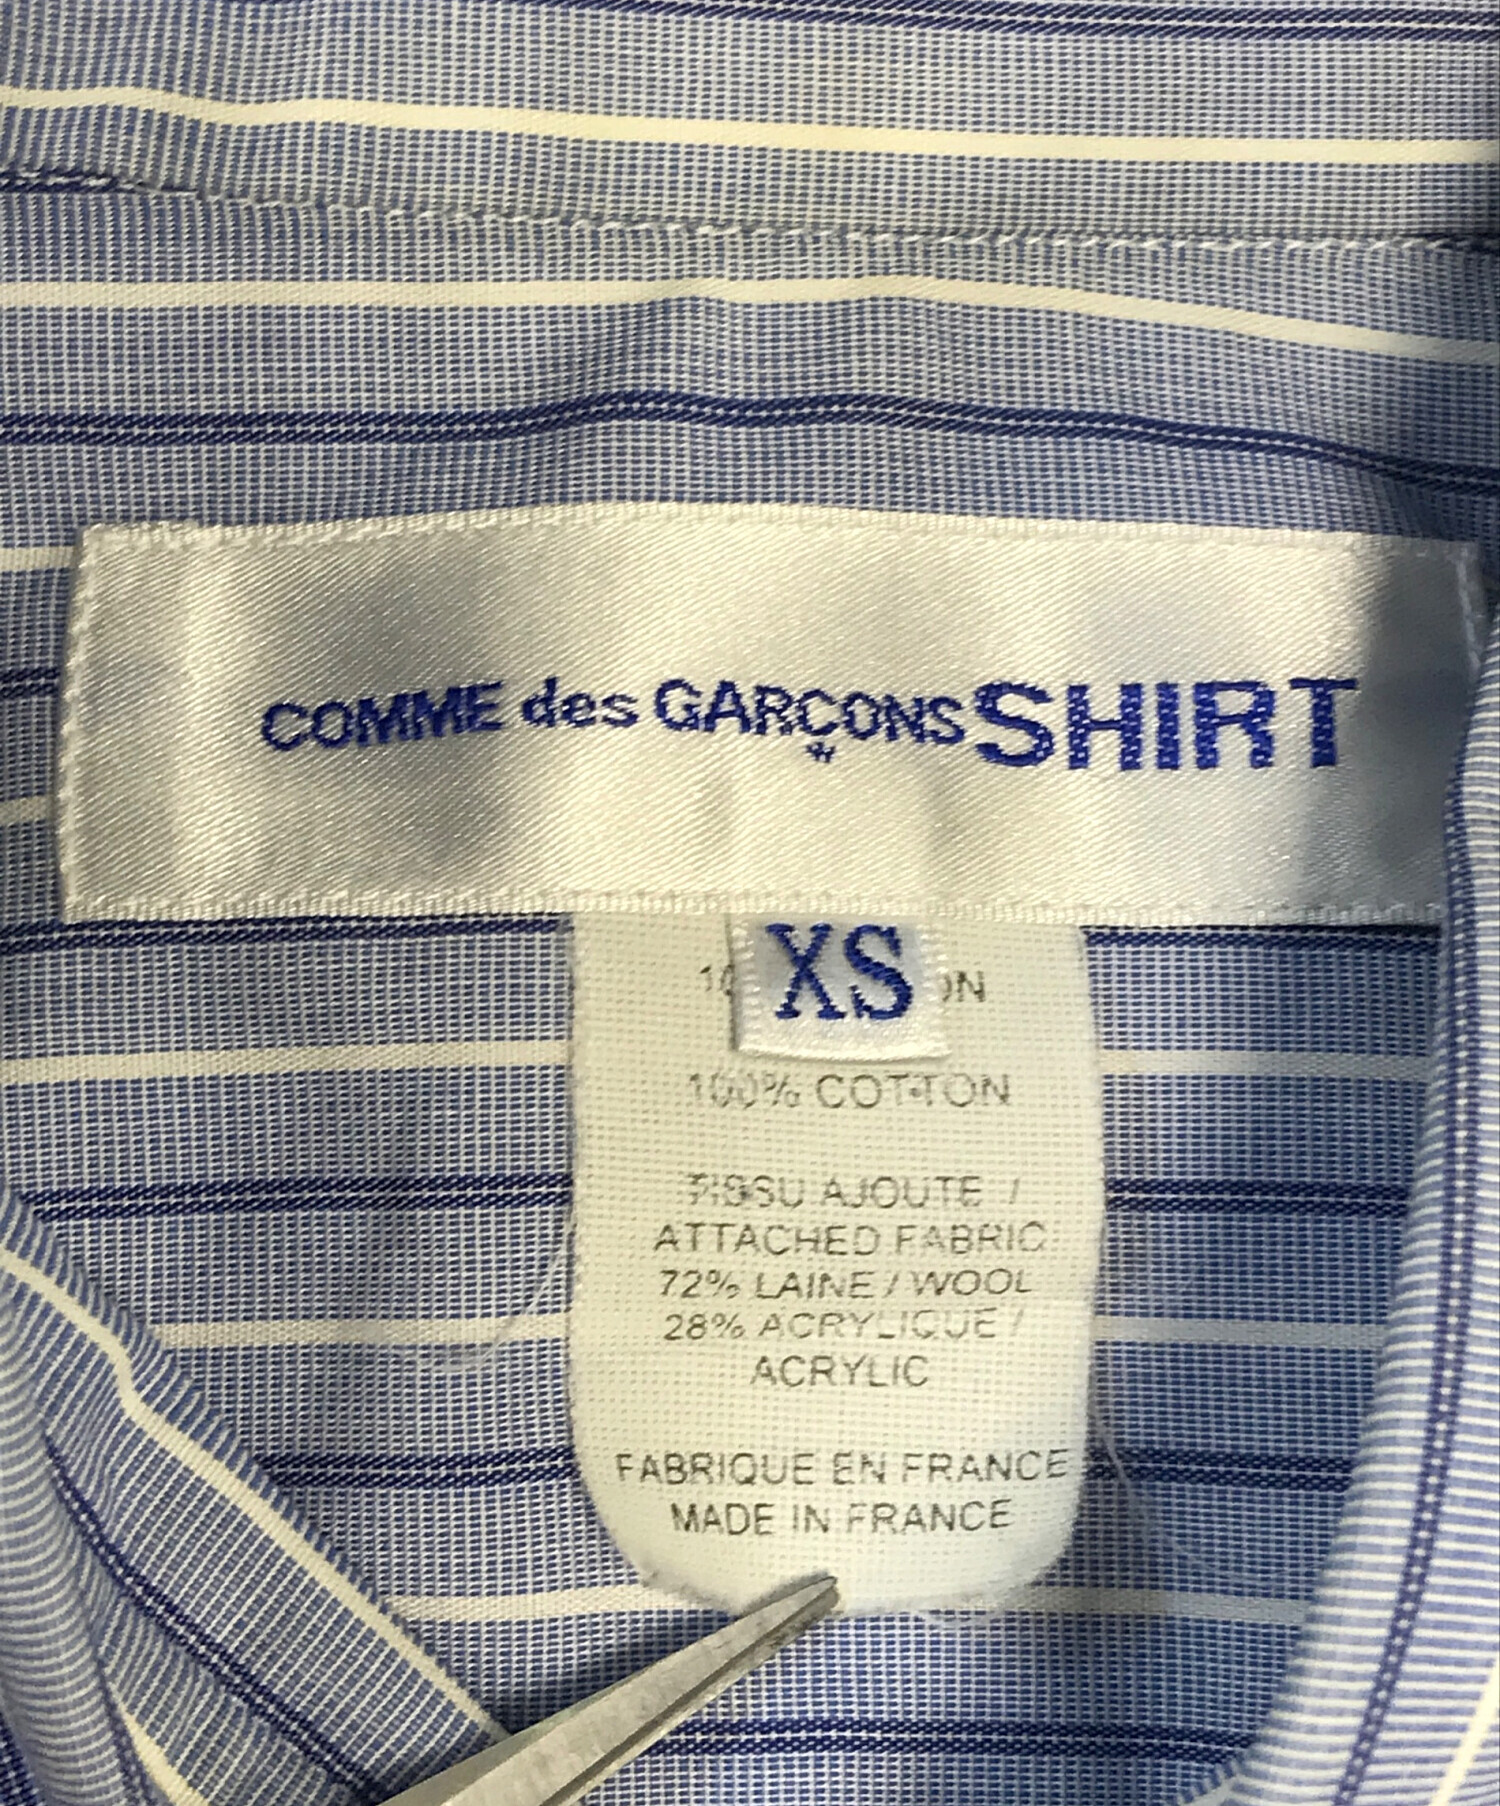 COMME des GARÇONS SHIRT
XS
100% COTTON
TISSU AJOUTE /
ATTACHED FABRIC
72% LAINE / WOOL
28% ACRYLIQUE /
ACRYLIC
FABRIQUE EN FRANCE
MADE IN FRANCE